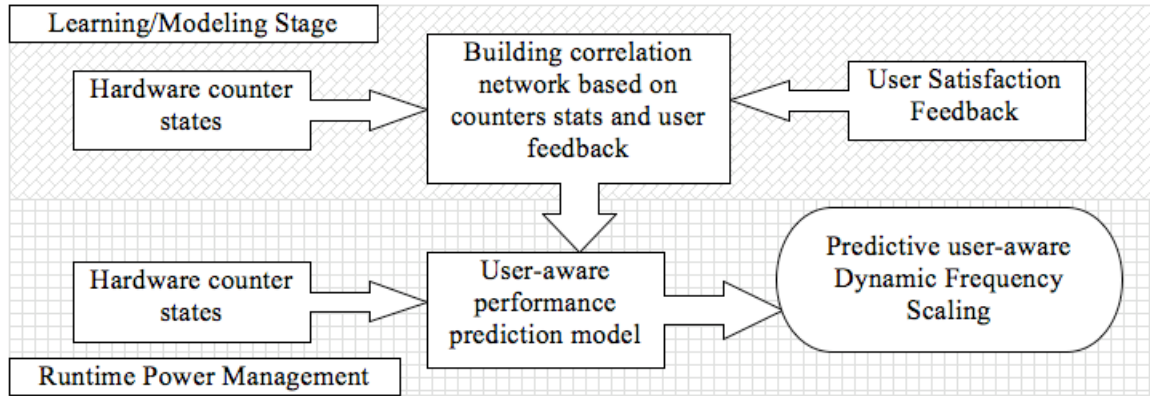 Learning/Modeling Stage
Hardware counter
states
Building correlation
network based on
counters stats and user
feedback
User Satisfaction
Feedback
Hardware counter
states
User-aware
performance
prediction model
Predictive user-aware
Dynamic Frequency
Scaling
Runtime Power Management